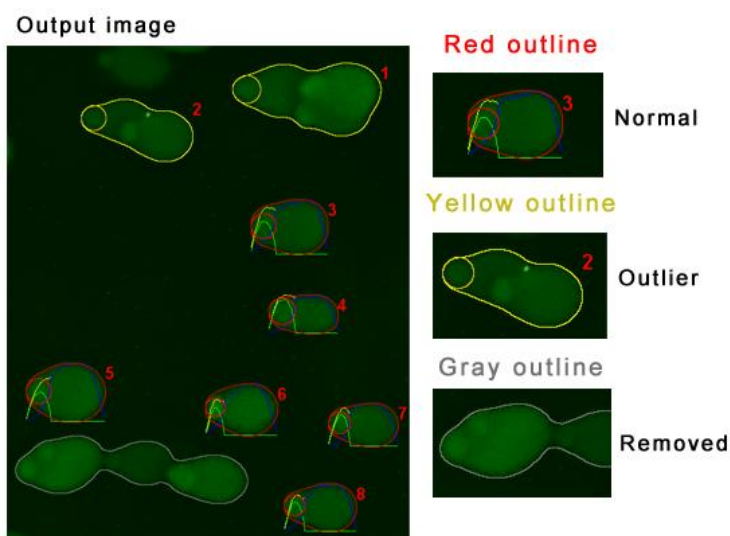 Output image
1
2
3
4
5
6
7
8
Red outline
3
Normal
Yellow outline
2
Outlier
Gray outline
Removed